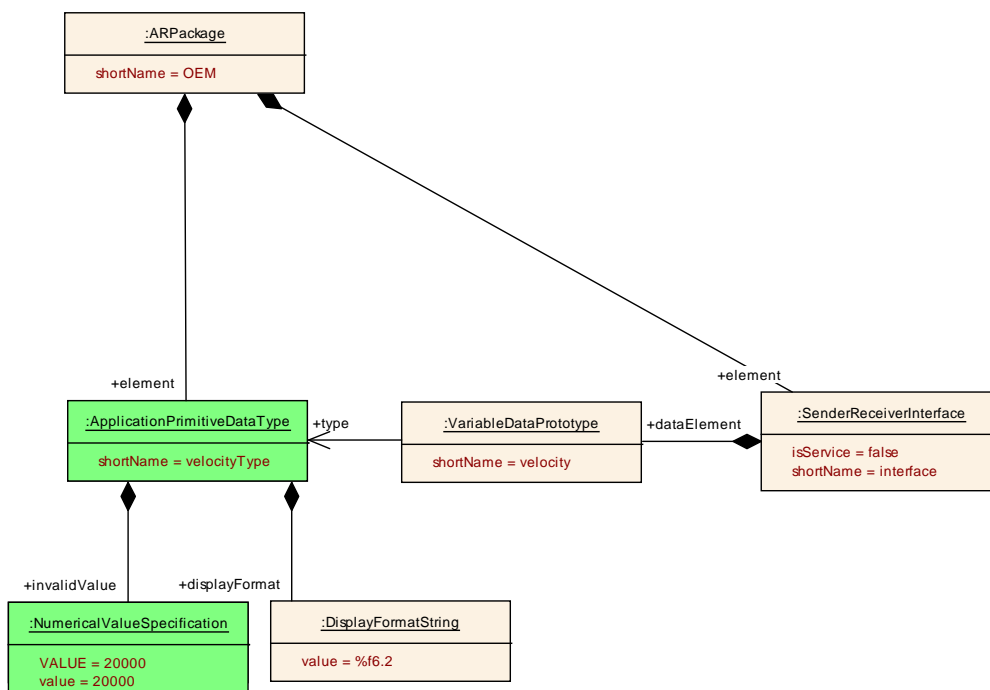 :ARPackage
shortName = OEM
+element
+element
:ApplicationPrimitiveDataType
shortName = velocityType
+type
:VariableDataPrototype
shortName = velocity
+dataElement
:SenderReceiverInterface
isService = false
shortName = interface
+invalidValue
+displayFormat
:NumericalValueSpecification
VALUE = 20000
value = 20000
:DisplayFormatString
value = %f6.2